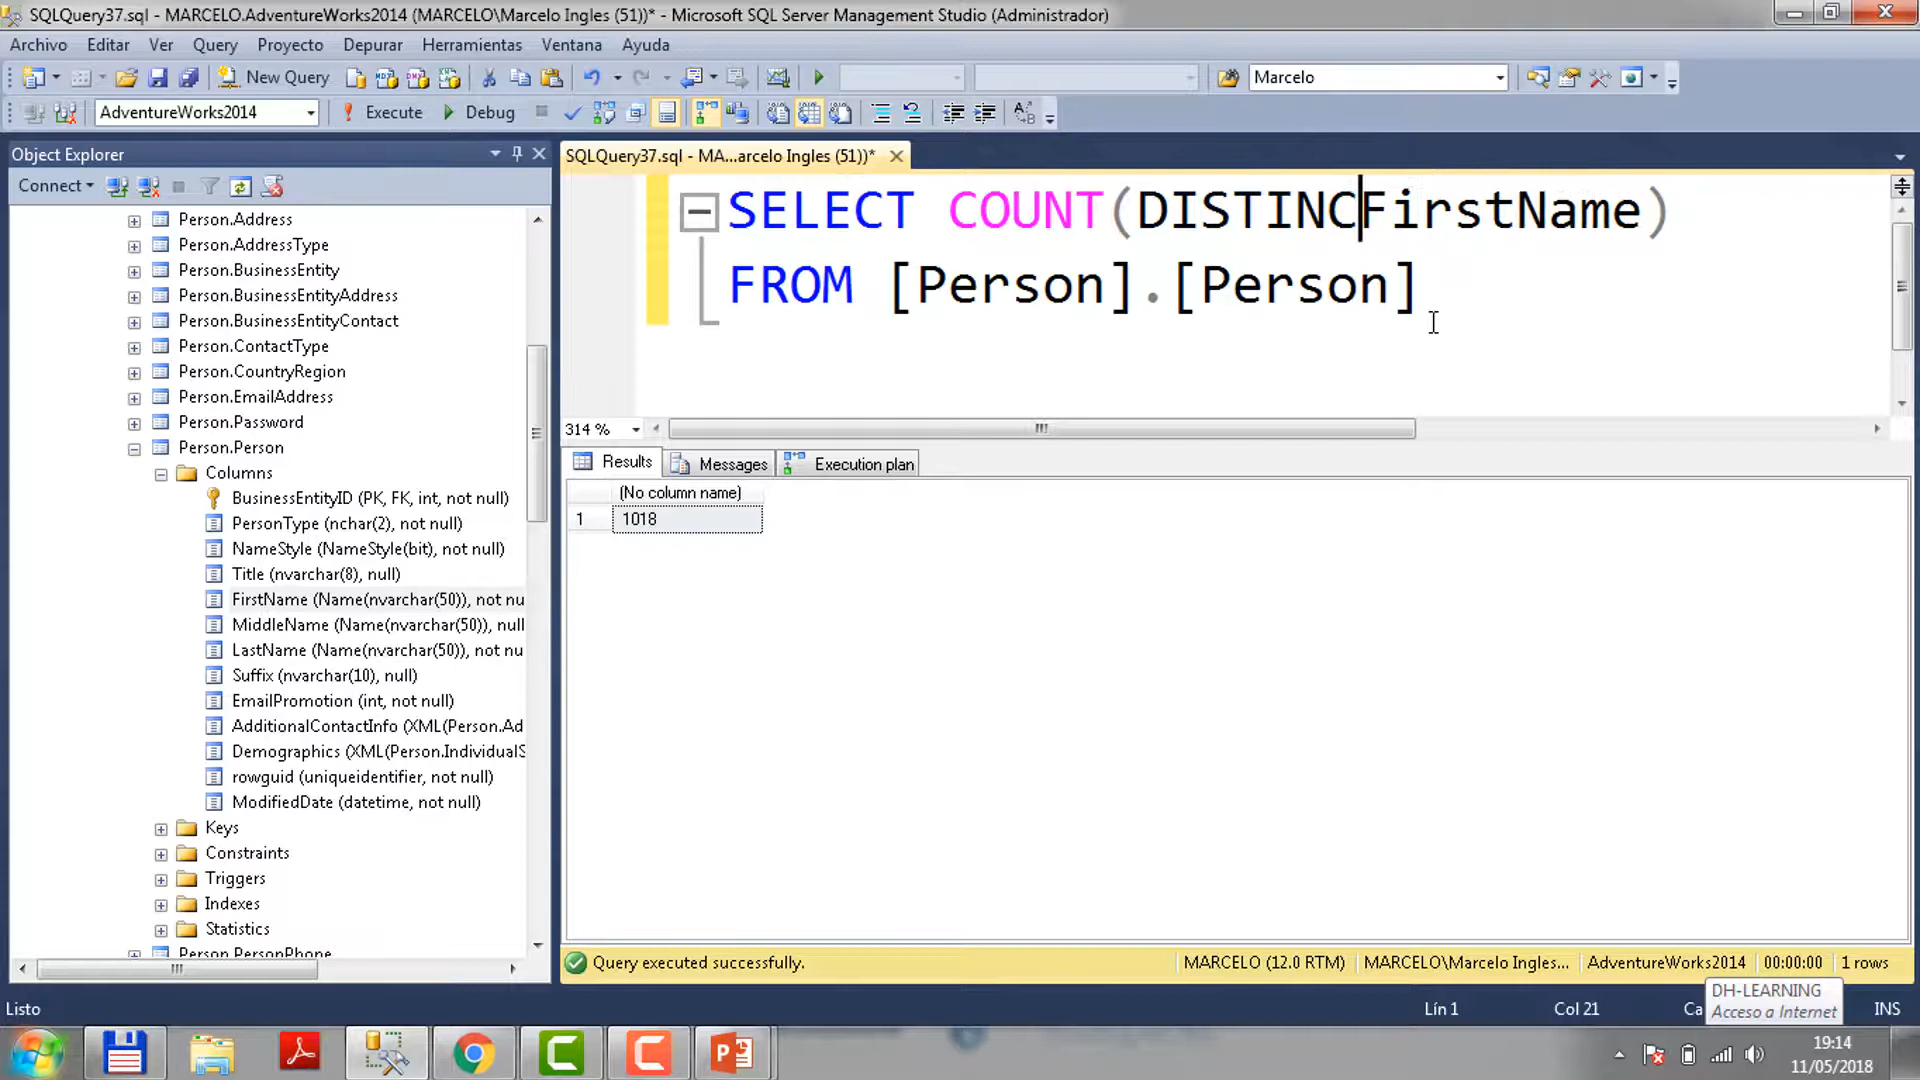 SQLQuery37.sql - MARCELO.AdventureWorks2014 (MARCELO\Marcelo Ingles (51))* - Microsoft SQL Server Management Studio (Administrador)
Archivo Editar Ver Query Proyecto Depurar Herramientas Ventana Ayuda
New Query Marcelo
AdventureWorks2014 Execute Debug
Object Explorer
SQLQuery37.sql - MA...arcelo Ingles (51))*
Connect
Person.Address
Person.AddressType
Person.BusinessEntity
Person.BusinessEntityAddress
Person.BusinessEntityContact
Person.ContactType
Person.CountryRegion
Person.EmailAddress
Person.Password
Person.Person
Columns
BusinessEntityID (PK, FK, int, not null)
PersonType (nchar(2), not null)
NameStyle (NameStyle(bit), not null)
Title (nvarchar(8), null)
FirstName (Name(nvarchar(50)), not nu
MiddleName (Name(nvarchar(50)), null
LastName (Name(nvarchar(50)), not nu
Suffix (nvarchar(10), null)
EmailPromotion (int, not null)
AdditionalContactInfo (XML(Person.Ad
Demographics (XML(Person.IndividualS
rowguid (uniqueidentifier, not null)
ModifiedDate (datetime, not null)
Keys
Constraints
Triggers
Indexes
Statistics
Person.PersonPhone
SELECT COUNT(DISTINCFirstName)
FROM [Person].[Person]
314 %
Results Messages Execution plan
(No column name)
1 1018
Query executed successfully. MARCELO (12.0 RTM) MARCELO\Marcelo Ingles... AdventureWorks2014 00:00:00 1 rows
DH-LEARNING
Acceso a Internet
Listo Lín 1 Col 21 Ca INS
19:14
11/05/2018